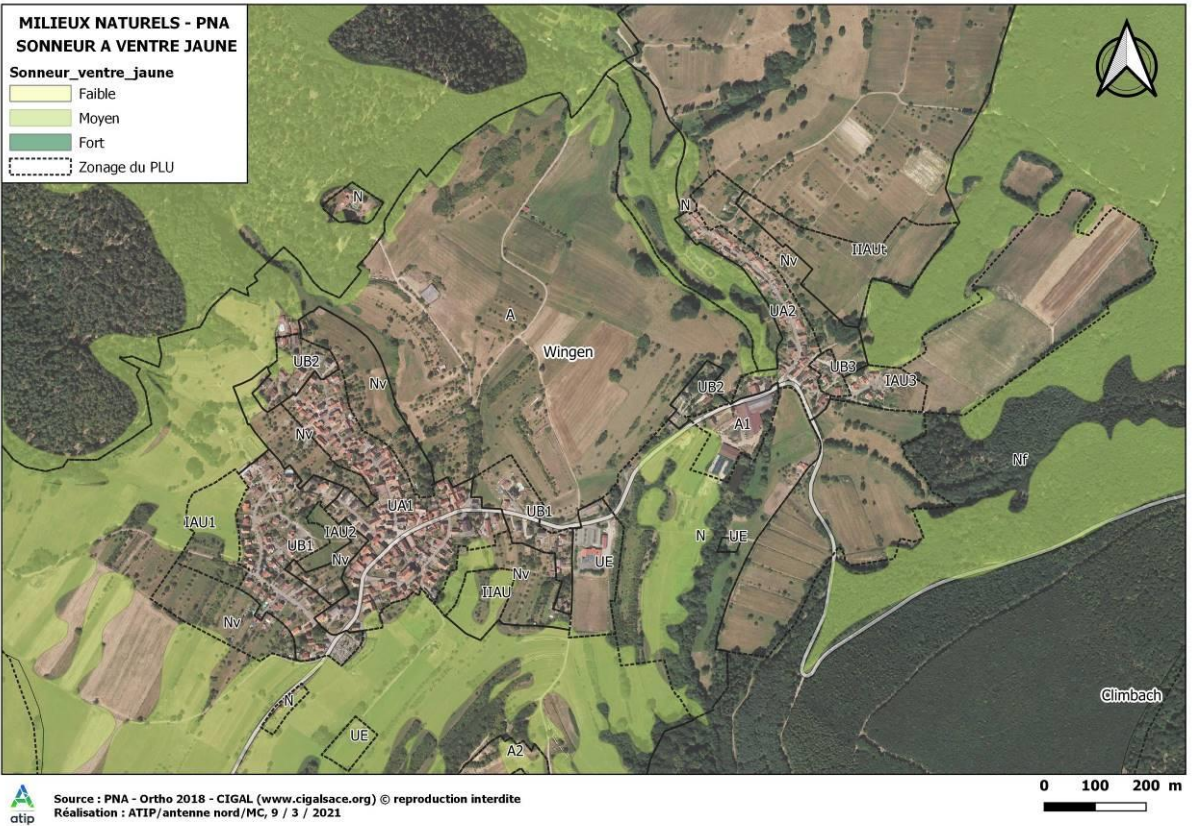 MILIEUX NATURELS - PNA
SONNEUR A VENTRE JAUNE
Sonneur_ventre_jaune
Faible
Moyen
Fort
Zonage du PLU
N
N
IIAUt
Nv
A
UA2
Wingen
UB2
UB3
Nv
UB2
IAU3
A1
Nv
Nf
UA1
UB1
IAU1
IAU2
UB1
N
UE
Nv
UE
Nv
IIAU
Nv
Climbach
N
UE
A2
atip
Source : PNA - Ortho 2018 - CIGAL (www.cigalsace.org) © reproduction interdite
Réalisation : ATIP/antenne nord/MC, 9 / 3 / 2021
0 100 200 m